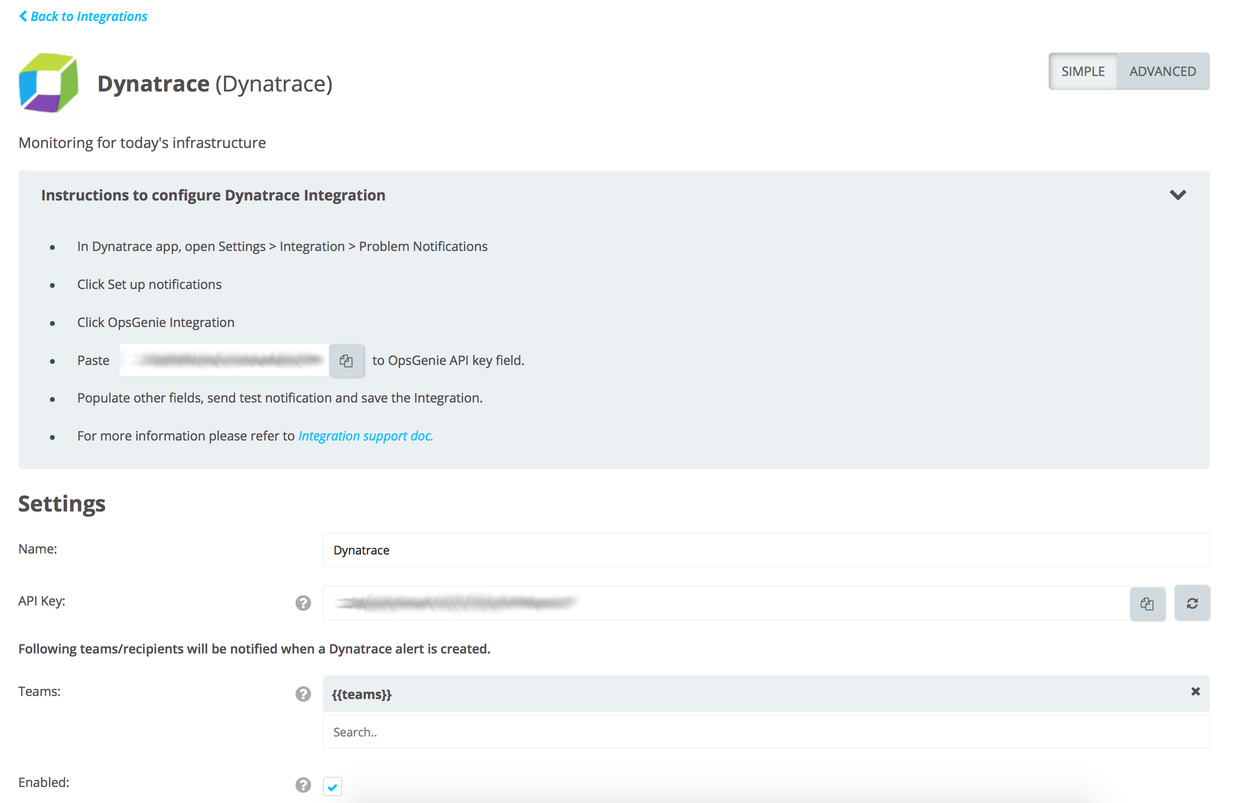 Back to Integrations
Dynatrace (Dynatrace)
SIMPLE
ADVANCED
Monitoring for today's infrastructure
Instructions to configure Dynatrace Integration
In Dynatrace app, open Settings > Integration > Problem Notifications
Click Set up notifications
Click OpsGenie Integration
Paste to OpsGenie API key field.
Populate other fields, send test notification and save the Integration.
For more information please refer to Integration support doc.
Settings
Name:
Dynatrace
API Key:
Following teams/recipients will be notified when a Dynatrace alert is created.
Teams:
{{teams}}
Search..
Enabled: